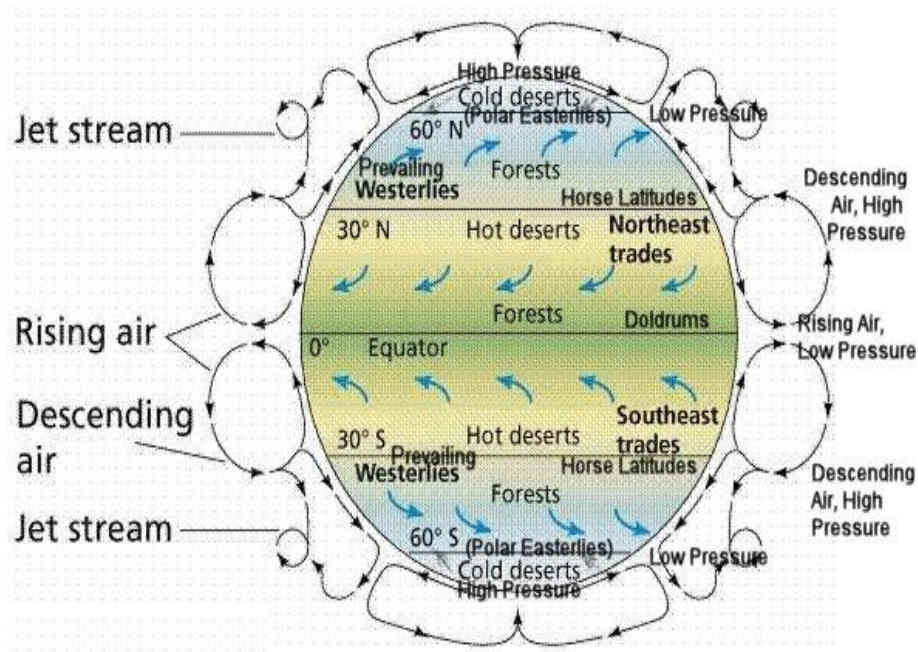 High Pressure
Cold deserts
(Polar Easterlies)
60° N
Low Pressure
Jet stream
Prevailing
Westerlies
Forests
Horse Latitudes
Descending
Air, High
Pressure
30° N
Hot deserts
Northeast
trades
Forests
Doldrums
Rising air
0°
Equator
Rising Air,
Low Pressure
Descending
air
Southeast
trades
30° S
Hot deserts
Prevailing
Westerlies
Horse Latitudes
Forests
Descending
Air, High
Pressure
Jet stream
60° S
(Polar Easterlies)
Low Pressure
Cold deserts
High Pressure